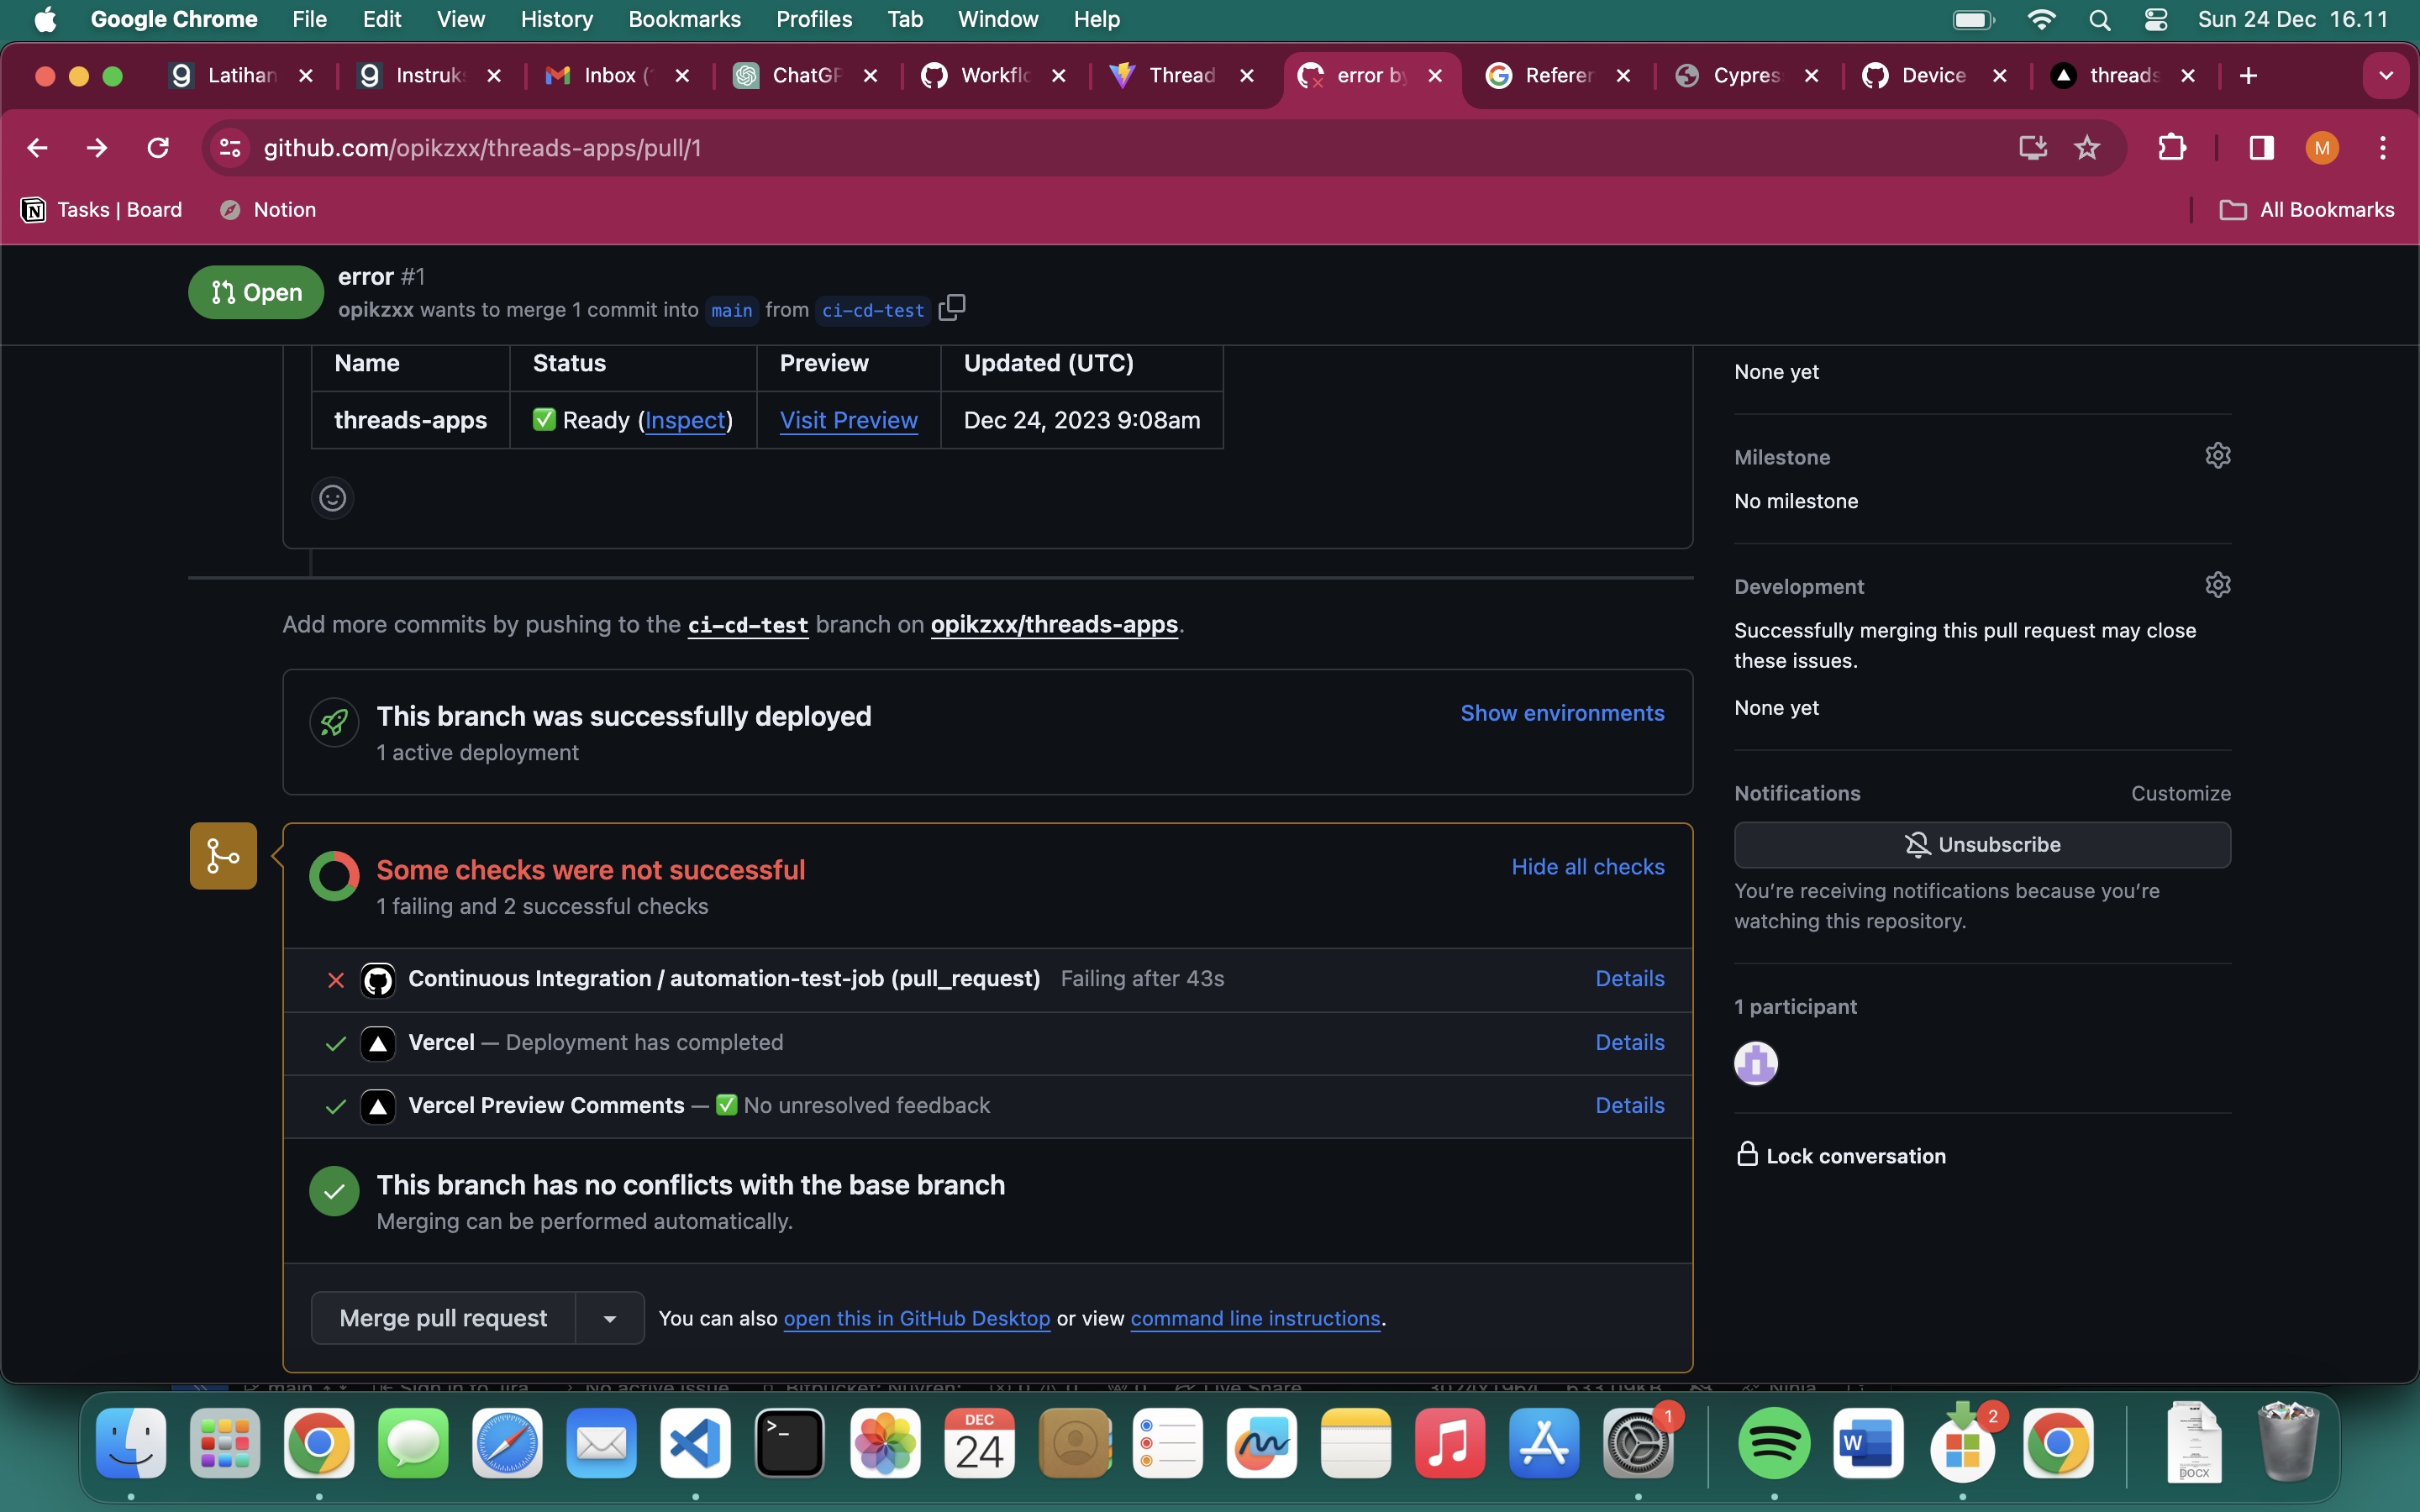 Google Chrome File Edit View History Bookmarks Profiles Tab Window Help Sun 24 Dec 16.11
Latihan Instruk Inbox ( ChatGP Workflo Thread error by Referer Cypres Device threads
github.com/opikzxx/threads-apps/pull/1 M
Tasks | Board Notion All Bookmarks
Open error #1
opikzxx wants to merge 1 commit into main from ci-cd-test
Name Status Preview Updated (UTC)
threads-apps ✅ Ready (Inspect) Visit Preview Dec 24, 2023 9:08am
None yet
Milestone
No milestone
Development
Successfully merging this pull request may close
these issues.
None yet
Add more commits by pushing to the ci-cd-test branch on opikzxx/threads-apps.
This branch was successfully deployed Show environments
1 active deployment
Notifications Customize
Unsubscribe
You're receiving notifications because you're
watching this repository.
Some checks were not successful Hide all checks
1 failing and 2 successful checks
Continuous Integration / automation-test-job (pull_request) Failing after 43s Details
Vercel — Deployment has completed Details
Vercel Preview Comments — ✅ No unresolved feedback Details
1 participant
Lock conversation
This branch has no conflicts with the base branch
Merging can be performed automatically.
Merge pull request You can also open this in GitHub Desktop or view command line instructions.
DEC
24
1
W
2
DOCX